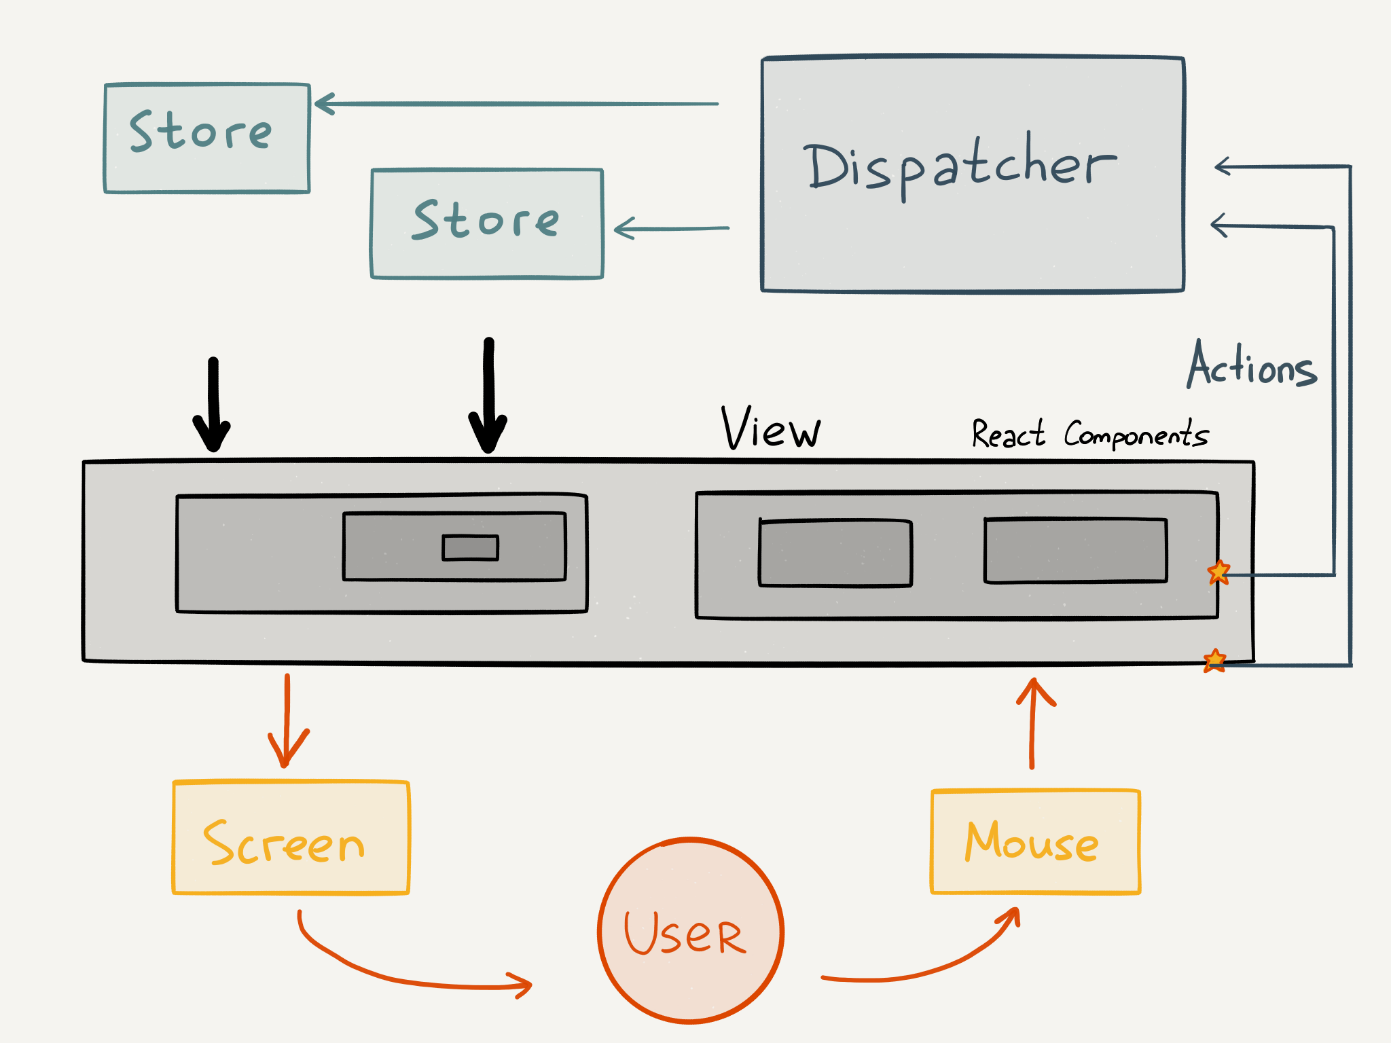 Store
Dispatcher
Store
Actions
View
React Components
Screen
Mouse
USER